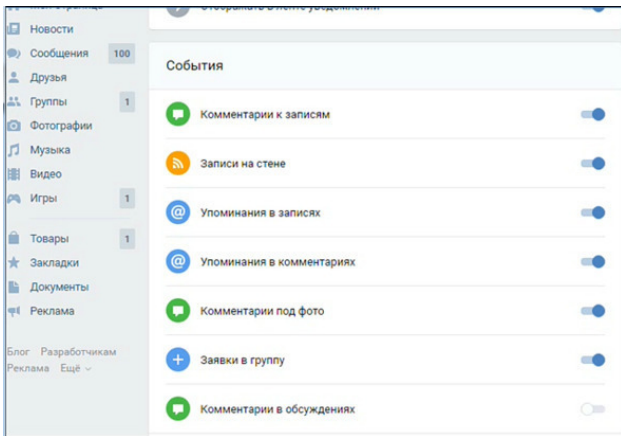 Новости
Сообщения 100
Друзья
Группы 1
Фотографии
Музыка
Видео
Игры 1
Товары 1
Закладки
Документы
Реклама
Блог Разработчикам
Реклама Ещё
События
Комментарии к записям
Записи на стене
Упоминания в записях
Упоминания в комментариях
Комментарии под фото
Заявки в группу
Комментарии в обсуждениях